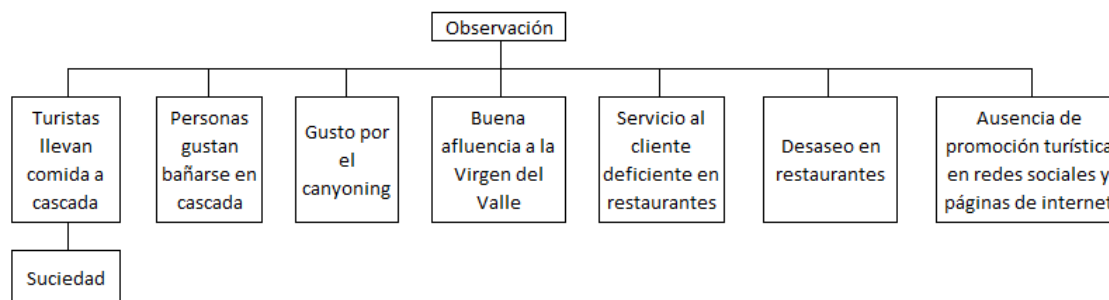 Observación
Turistas
llevan
comida a
cascada
Personas
gustan
bañarse en
cascada
Gusto por
el
canyoning
Buena
afluencia a la
Virgen del
Valle
Servicio al
cliente
deficiente en
restaurantes
Desaseo en
restaurantes
Ausencia de
promoción turística
en redes sociales y
páginas de internet
Suciedad